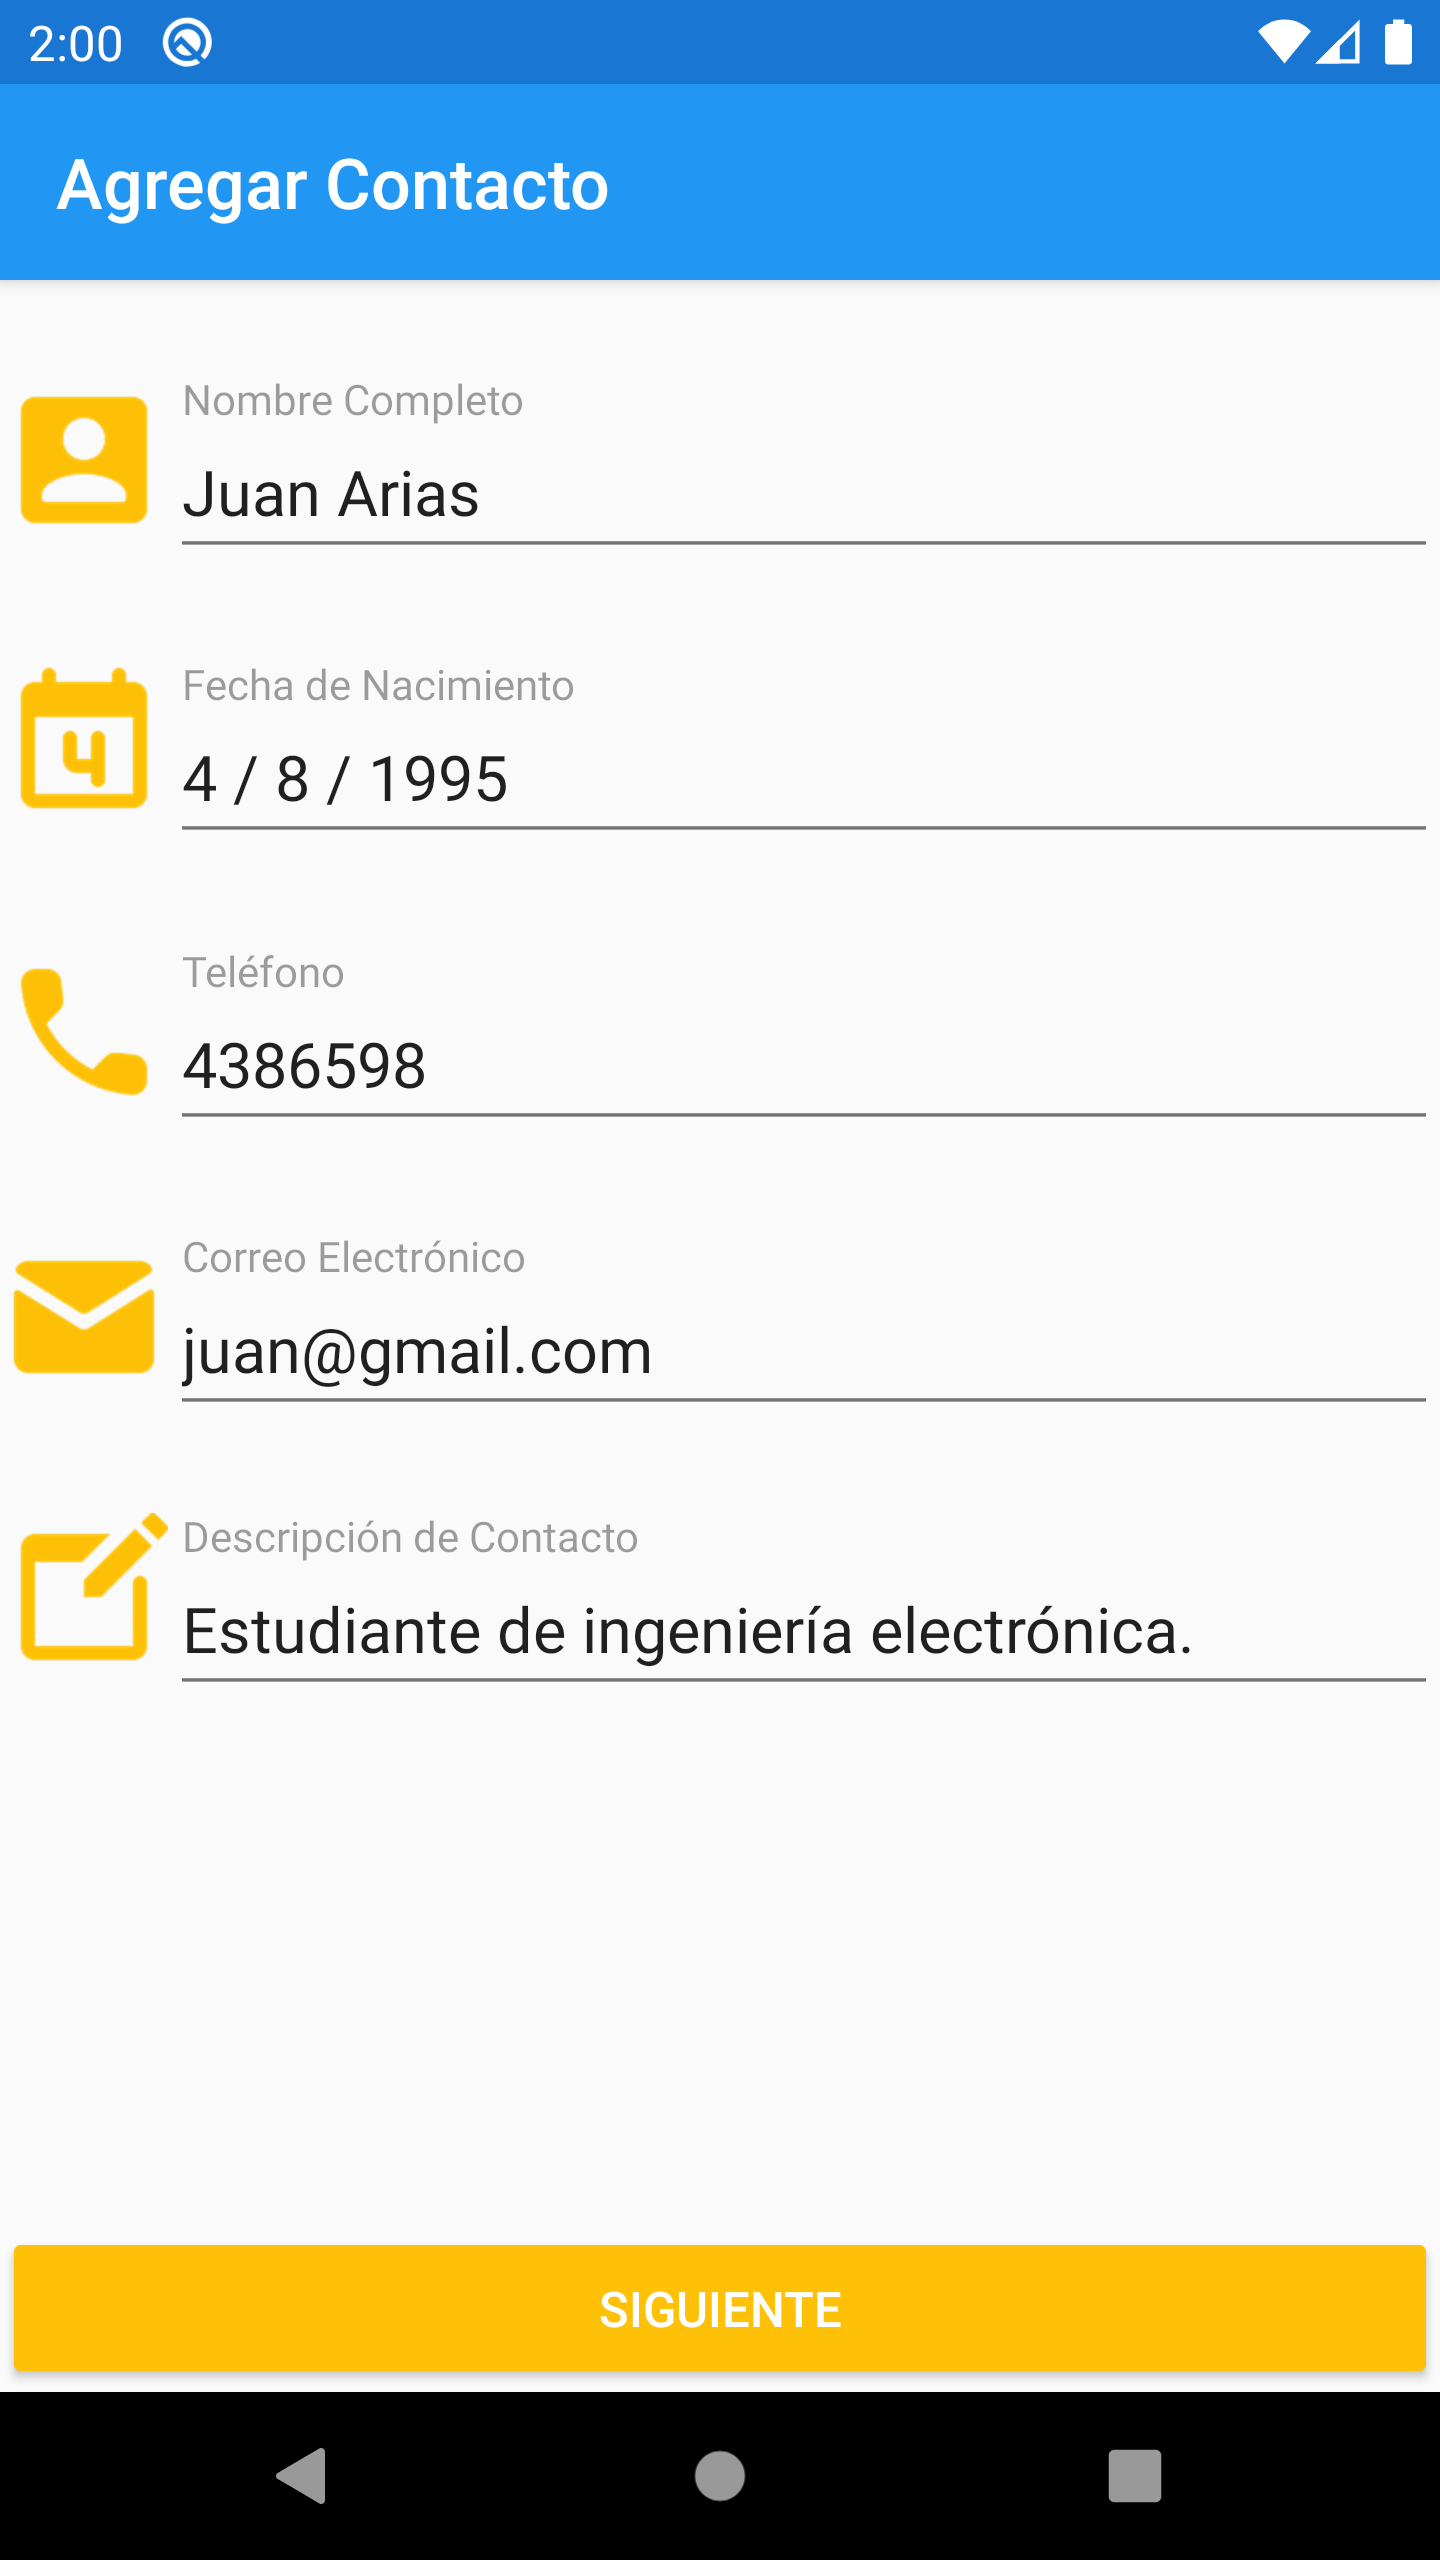 2:00
Agregar Contacto
Nombre Completo
Juan Arias
Fecha de Nacimiento
4
4 / 8 / 1995
Teléfono
4386598
Correo Electrónico
juan@gmail.com
Descripción de Contacto
Estudiante de ingeniería electrónica.
SIGUIENTE